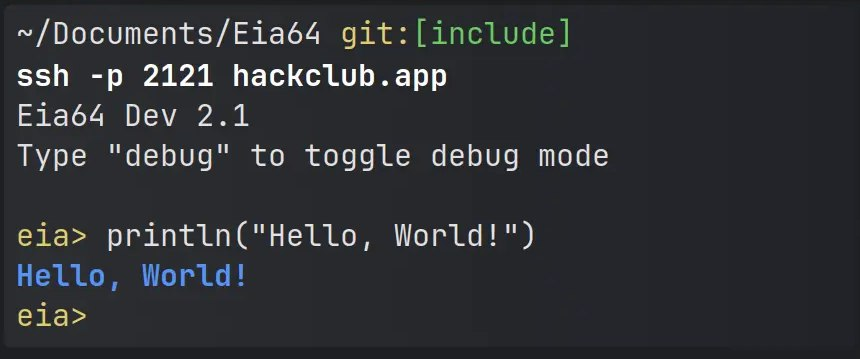 ~/Documents/Eia64 git:[include]
ssh -p 2121 hackclub.app
Eia64 Dev 2.1
Type "debug" to toggle debug mode
eia> println("Hello, World!")
Hello, World!
eia>